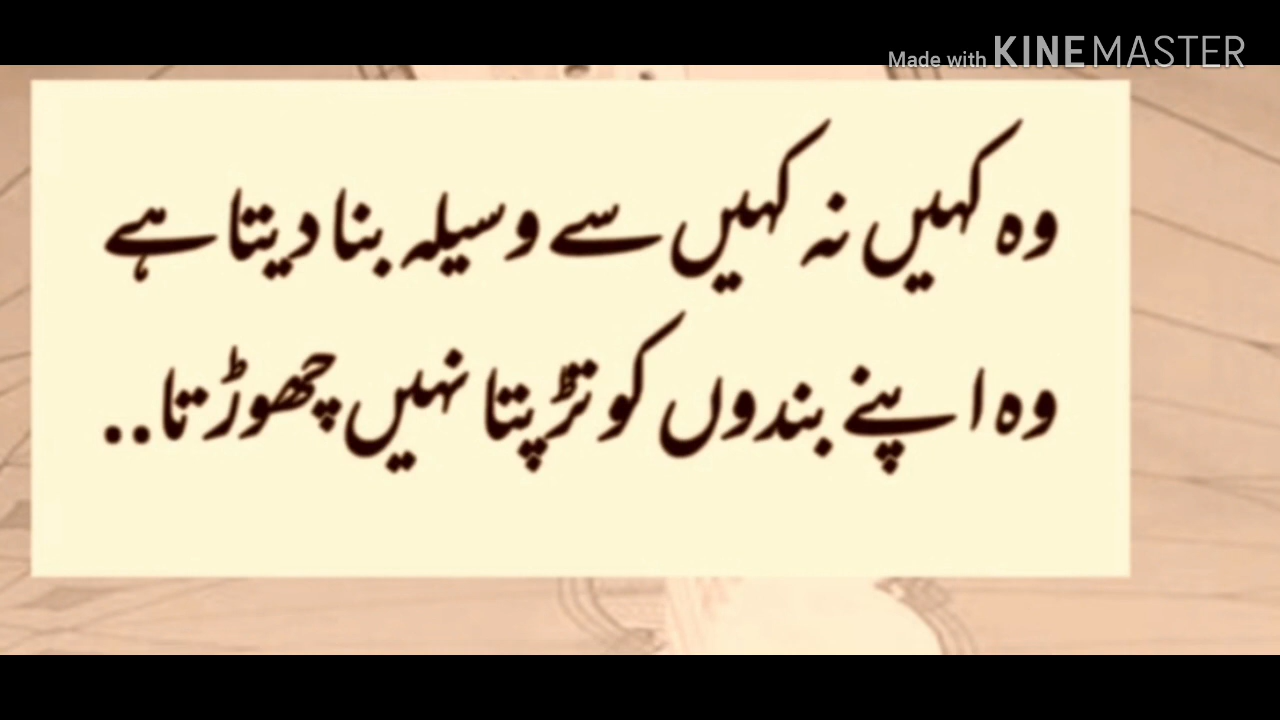 Made with KINEMASTER
وہ کہیں نہ کہیں سے وسیلہ بنا دیتا ہے
وہ اپنے بندوں کو تڑپتا نہیں چھوڑتا..